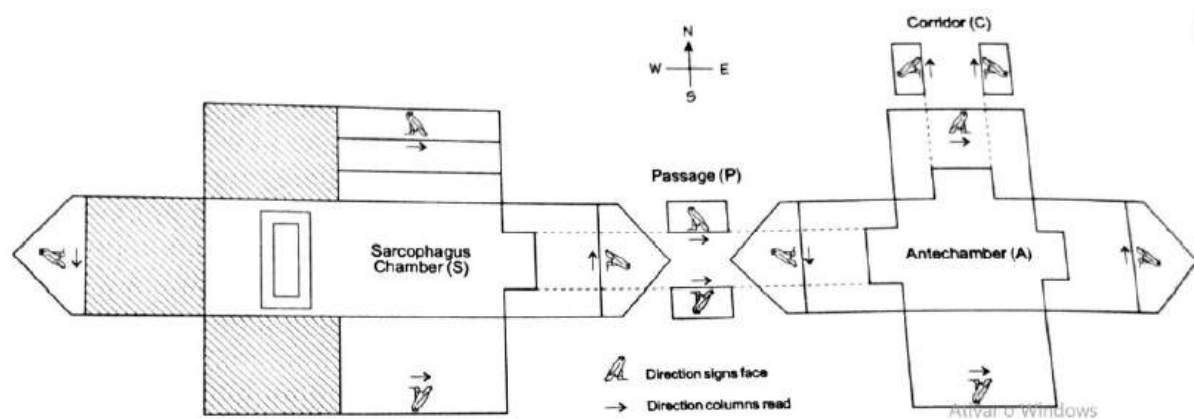 Corridor (C)
N
W E
S
Passage (P)
Sarcophagus
Chamber (S)
Antechamber (A)
Direction signs face
Direction columns read
Ativar o Windows